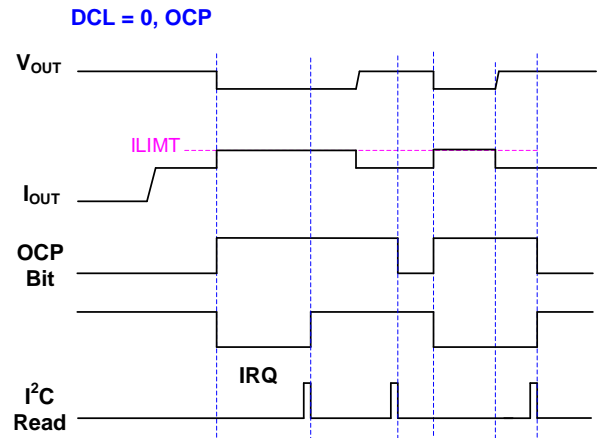 DCL = 0, OCP
VOUT
ILIMT
IOUT
OCP
Bit
IRQ
I²C
Read